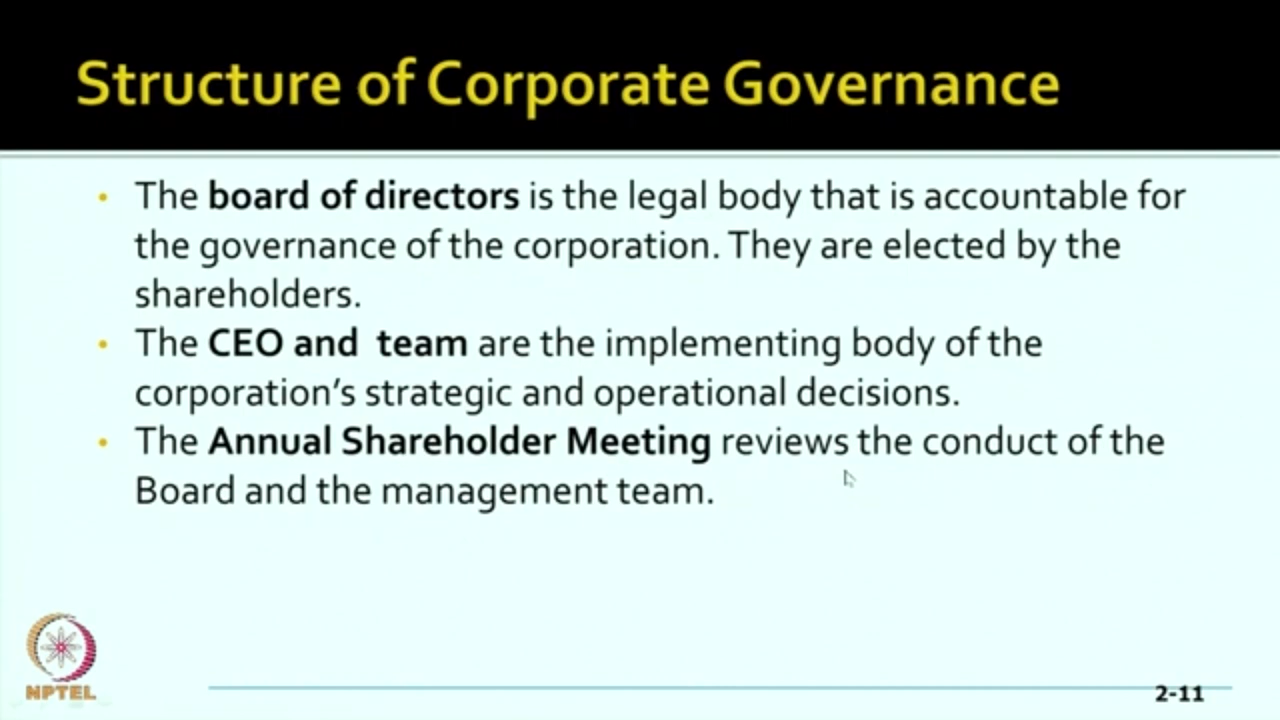 Structure of Corporate Governance
• The board of directors is the legal body that is accountable for
the governance of the corporation. They are elected by the
shareholders.
• The CEO and  team are the implementing body of the
corporation's strategic and operational decisions.
• The Annual Shareholder Meeting reviews the conduct of the
Board and the management team.
NPTEL
2-11